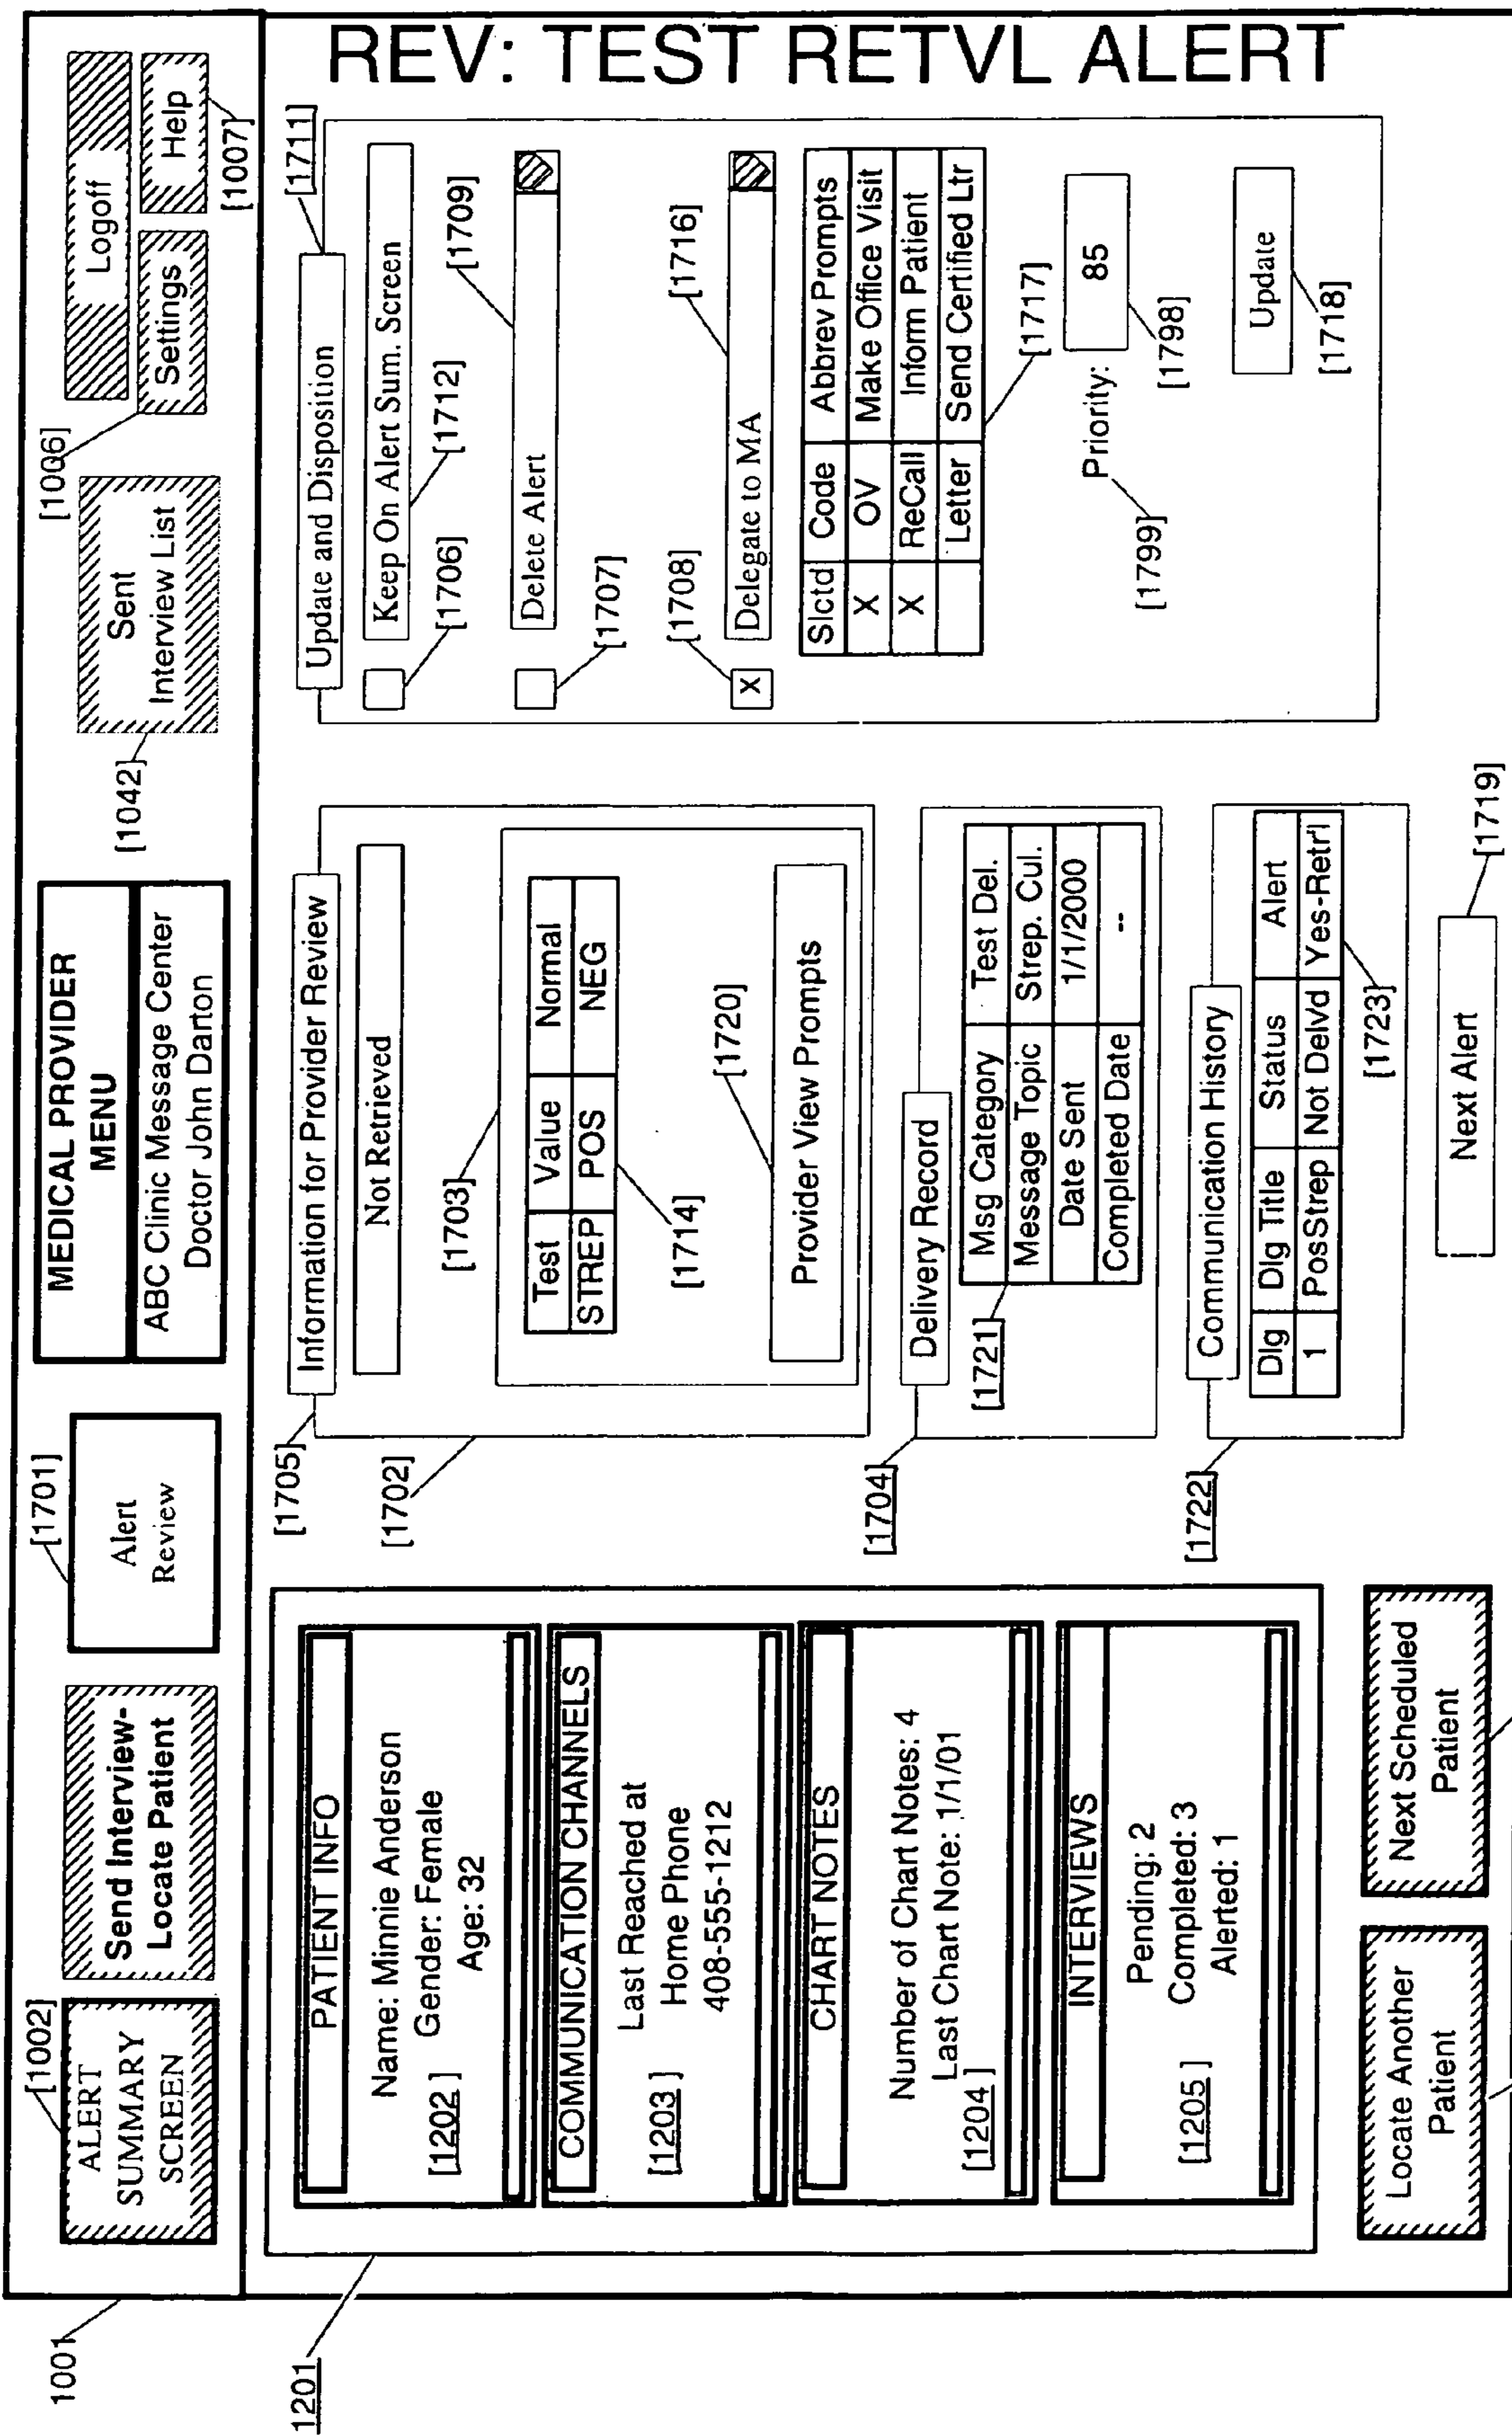 1001
[1002]
ALERT
SUMMARY
SCREEN
Send Interview-
Locate Patient
[1701]
Alert
Review
MEDICAL PROVIDER
MENU
ABC Clinic Message Center
Doctor John Darton
[1042]
Sent
Interview List
[1006]
Logoff
Settings
Help
[1007]
REV: TEST RETVL ALERT
1201
PATIENT INFO
Name: Minnie Anderson
Gender: Female
[1202]
Age: 32
COMMUNICATION CHANNELS
Last Reached at
[1203]
Home Phone
408-555-1212
CHART NOTES
Number of Chart Notes: 4
Last Chart Note: 1/1/01
[1204]
INTERVIEWS
Pending: 2
Completed: 3
[1205]
Alerted: 1
Locate Another
Patient
Next Scheduled
Patient
[1705]
[1702]
Information for Provider Review
Not Retrieved
[1703]
Test Value Normal
STREP POS NEG
[1714]
[1720]
Provider View Prompts
[1704]
Delivery Record
[1721]
Msg Category Test Del.
Message Topic Strep. Cul.
Date Sent 1/1/2000
Completed Date --
[1722]
Communication History
Dlg Dlg Title Status Alert
1 PosStrep Not Delvd Yes-Retr'l
[1723]
Next Alert
[1719]
[1711]
Update and Disposition
Keep On Alert Sum. Screen
[1706]
[1712]
[1709]
Delete Alert
[1707]
[1708]
[1716]
X Delegate to MA
Slctd Code Abbrev Prompts
X OV Make Office Visit
X ReCall Inform Patient
Letter Send Certified Ltr
[1717]
Priority: 85
[1799]
[1798]
Update
[1718]